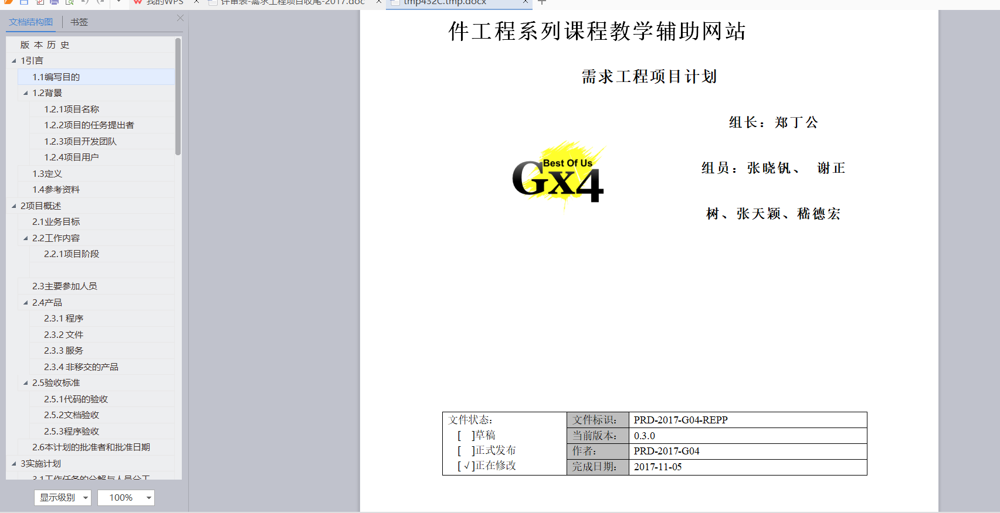 我的WPS
评审表-需求工程项目收尾-2017.doc
tmp432C.tmp.docx
文档结构图
书签
版 本 历 史
1引言
1.1编写目的
1.2背景
1.2.1项目名称
1.2.2项目的任务提出者
1.2.3项目开发团队
1.2.4项目用户
1.3定义
1.4参考资料
2项目概述
2.1业务目标
2.2工作内容
2.2.1项目阶段
2.3主要参加人员
2.4产品
2.3.1 程序
2.3.2 文件
2.3.3 服务
2.3.4 非移交的产品
2.5验收标准
2.5.1代码的验收
2.5.2文档验收
2.5.3程序验收
2.6本计划的批准者和批准日期
3实施计划
3.1工作任务的分解与人员分工
显示级别
100%
件工程系列课程教学辅助网站
需求工程项目计划
组长：郑丁公
Best Of Us
Gx4
组员：张晓钒、 谢正
树、张天颖、嵇德宏
文件状态：
[ ]草稿
[ ]正式发布
[√]正在修改
文件标识： PRD-2017-G04-REPP
当前版本： 0.3.0
作者： PRD-2017-G04
完成日期： 2017-11-05